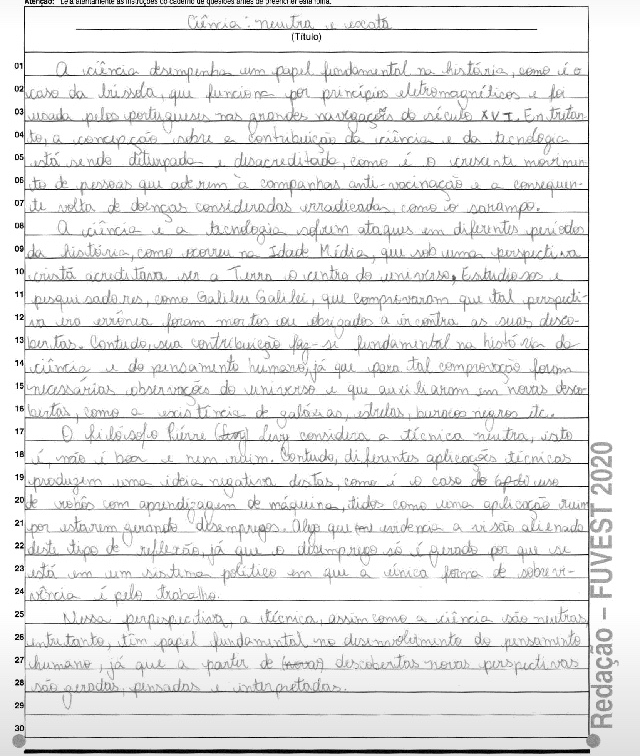 Atenção: Leia atentamente as instruções do caderno de questões antes de preencher esta folha.
Ciência: neutra e exata
(Título)
01 A ciência desempenha um papel fundamental na história, como é o
02 caso da bússola, que funciona por princípios eletromagnéticos e foi
03 usada pelos portugueses nas grandes navegações do século XVI. Entretan-
04 to, a concepção sobre a contribuição da ciência e da tecnologia
05 está sendo diturpada e desacreditada, como é o crescente movimen-
06 to de pessoas que aderem à companhas anti-vacinação e a consequen-
07 te volta de doenças consideradas erradicadas, como o sarampo.
08 A ciência e a tecnologia sofrem ataques em diferentes períodos
09 da história, como ocorreu na Idade Média, que sob uma perspectiva
10 cristã acreditava ser a Terra o centro do universo. Estudiosos e
11 pesquisadores, como Galileu Galilei, que comprovaram que tal perspecti-
12 va era errônea foram mortos ou obrigados a ir contra as suas desco-
13 bertas. Contudo, sua contribuição faz-se fundamental na história da
14 ciência e do pensamento humano, já que para tal comprovação foram
15 necessárias observações do universo e que auxiliaram em novas desco-
16 bertas, como a existência de galáxias, estrelas, buracos negros etc.
17 O filósofo Piérre Levy considera a técnica neutra, isto
18 é, não é boa e nem ruim. Contudo, diferentes aplicações técnicas
19 produzem uma ideia negativa destas, como é o caso do uso
20 de robôs com aprendizagem de máquina, tidos como uma aplicação ruim
21 por estarem gerando desempregos. Algo que evidencia a visão alienada
22 deste tipo de reflexão, já que o desemprego só é gerado por que se
23 está em um sistema político em que a única forma de sobrevi-
24 vência é pelo trabalho.
25 Nessa perpespectiva, a técnica, assim como a ciência são neutras,
26 entrutanto, têm papel fundamental no desenvolvimento do pensamento
27 humano, já que a partir de descobertas novas perspectivas
28 são geradas, pensadas e interpretadas.
29
30
Redação – FUVEST 2020